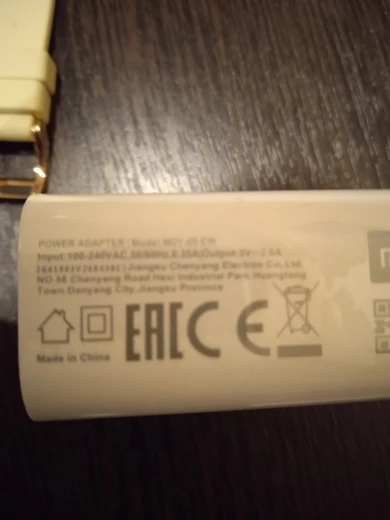 POWER ADAPTER | Model: MDY-03-EW
Input:100-240VAC,50/60Hz,0.35A|Output:5V⎓2.0A
Jiangsu Chenyang Electron Co.,Ltd.
NO.58 Chenyang Road.Hexi Industrial Park.Huangtang
Town.Danyang City.Jiangsu Province
EAC CE
Made in China